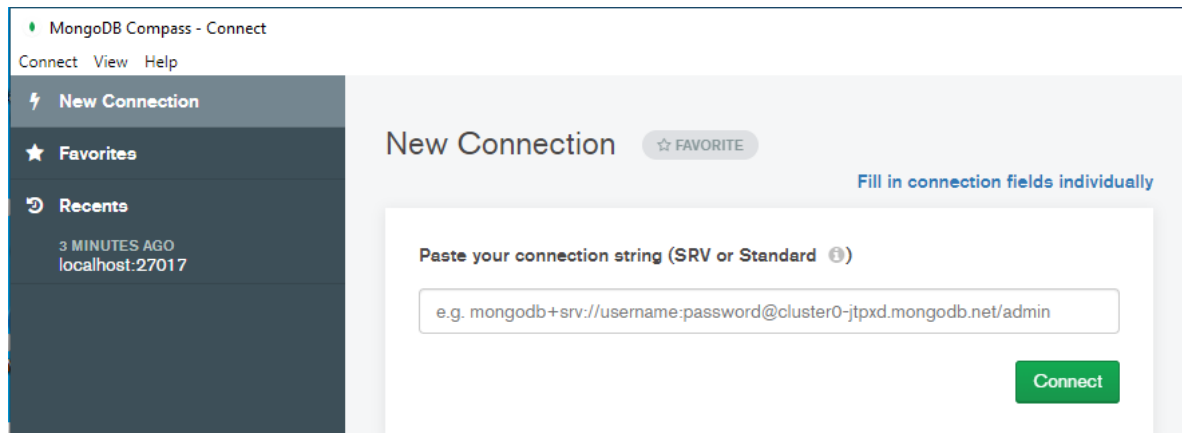 MongoDB Compass - Connect
Connect View Help
New Connection
Favorites
Recents
3 MINUTES AGO
localhost:27017
New Connection
FAVORITE
Fill in connection fields individually
Paste your connection string (SRV or Standard )
e.g. mongodb+srv://username:password@cluster0-jtpxd.mongodb.net/admin
Connect